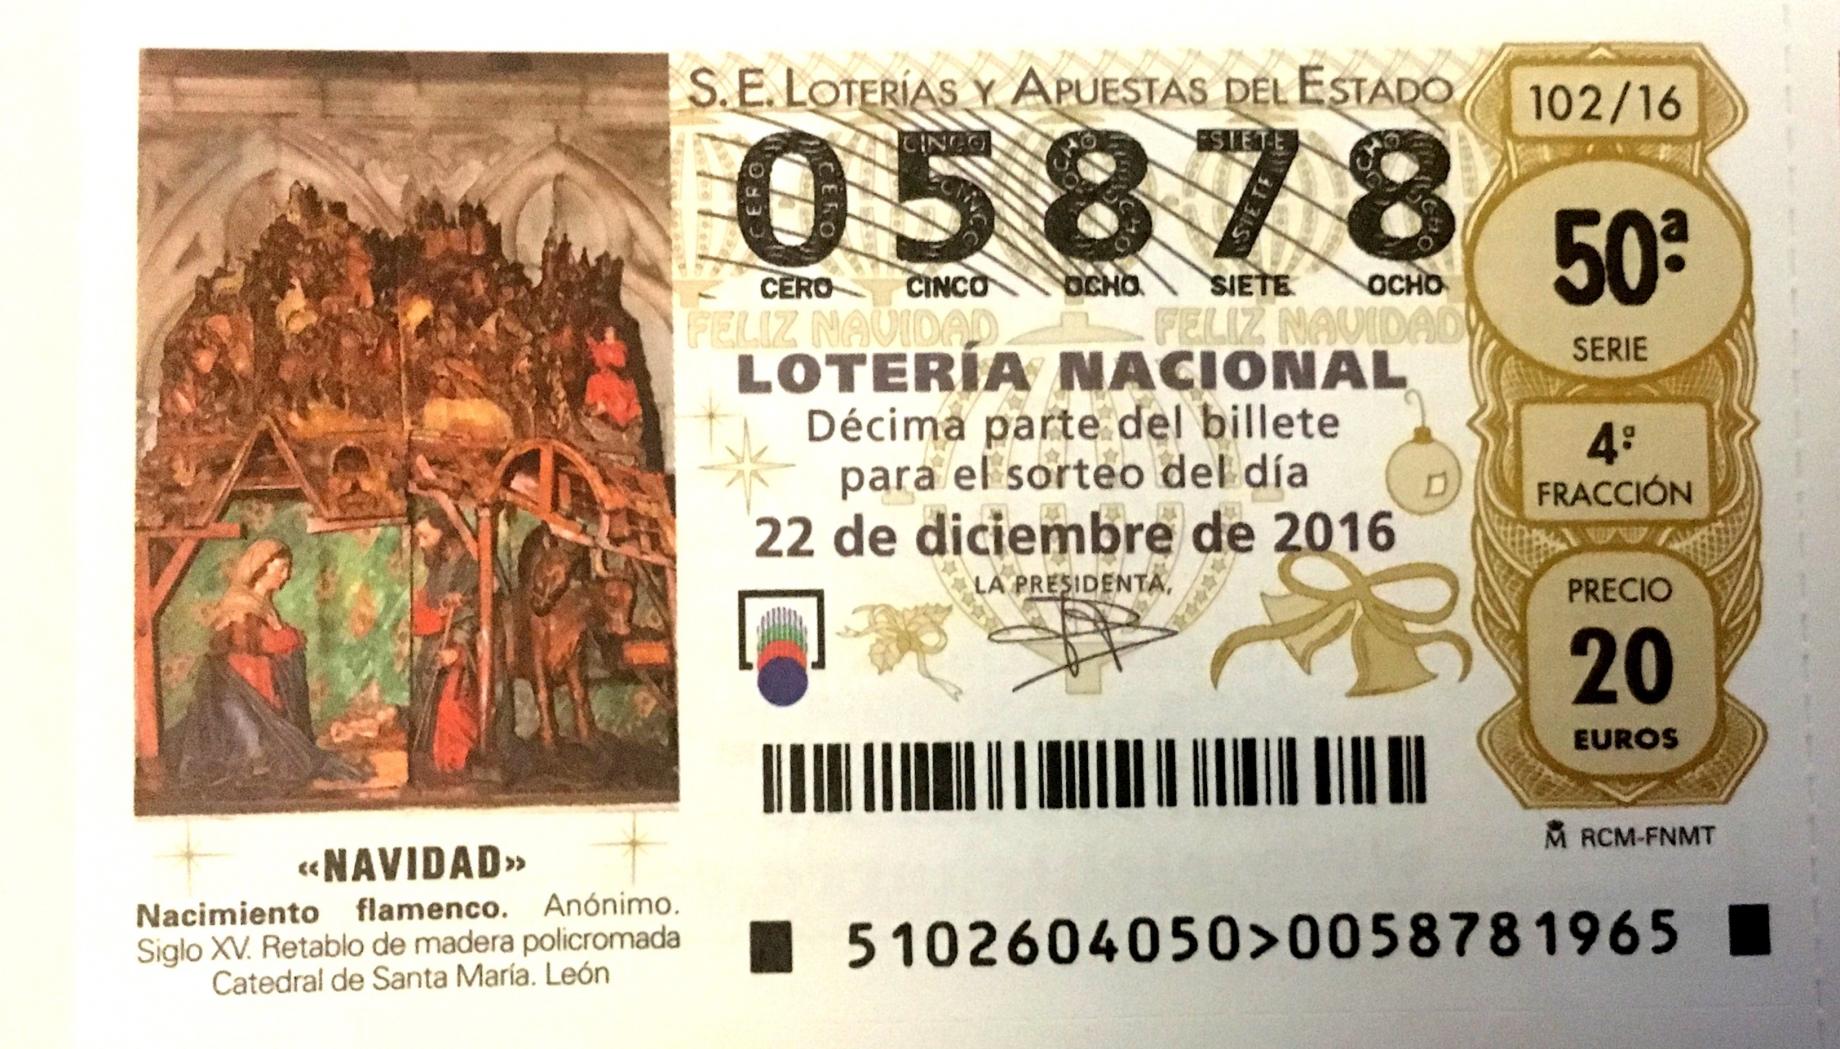 S.E. LOTERÍAS Y APUESTAS DEL ESTADO
05878
CERO CINCO OCHO SIETE OCHO
FELIZ NAVIDAD FELIZ NAVIDAD
LOTERÍA NACIONAL
Décima parte del billete
para el sorteo del día
22 de diciembre de 2016
LA PRESIDENTA,
102/16
50ª
SERIE
4ª
FRACCIÓN
PRECIO
20
EUROS
RCM-FNMT
«NAVIDAD»
Nacimiento flamenco. Anónimo.
Siglo XV. Retablo de madera policromada
Catedral de Santa María. León
5102604050>0058781965